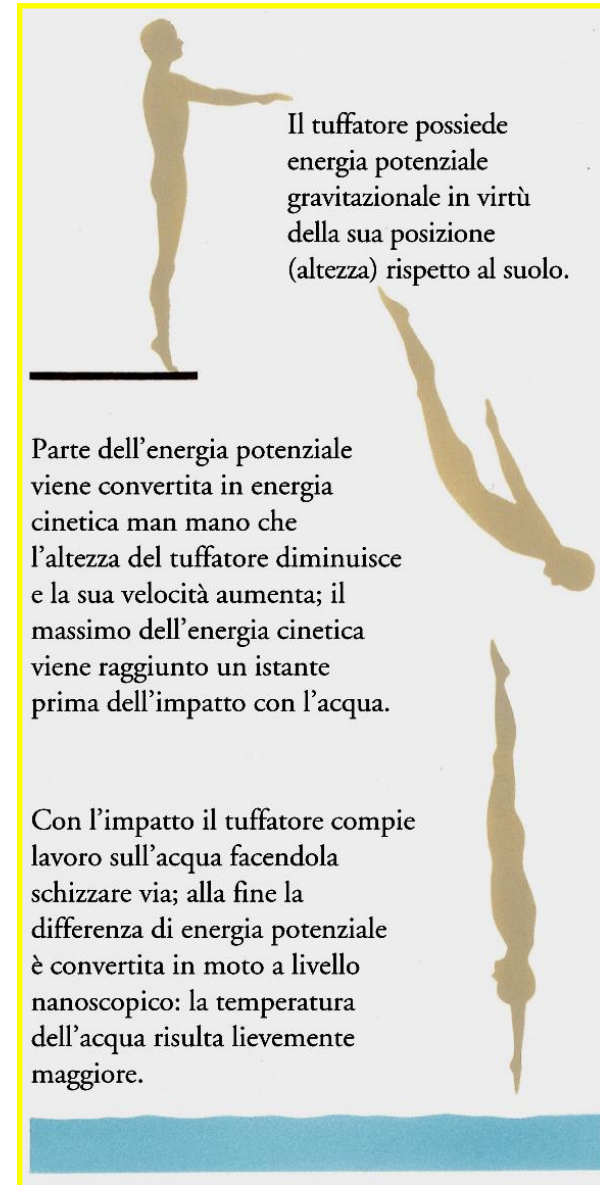 Il tuffatore possiede
energia potenziale
gravitazionale in virtù
della sua posizione
(altezza) rispetto al suolo.
Parte dell'energia potenziale
viene convertita in energia
cinetica man mano che
l'altezza del tuffatore diminuisce
e la sua velocità aumenta; il
massimo dell'energia cinetica
viene raggiunto un istante
prima dell'impatto con l'acqua.
Con l'impatto il tuffatore compie
lavoro sull'acqua facendola
schizzare via; alla fine la
differenza di energia potenziale
è convertita in moto a livello
nanoscopico: la temperatura
dell'acqua risulta lievemente
maggiore.